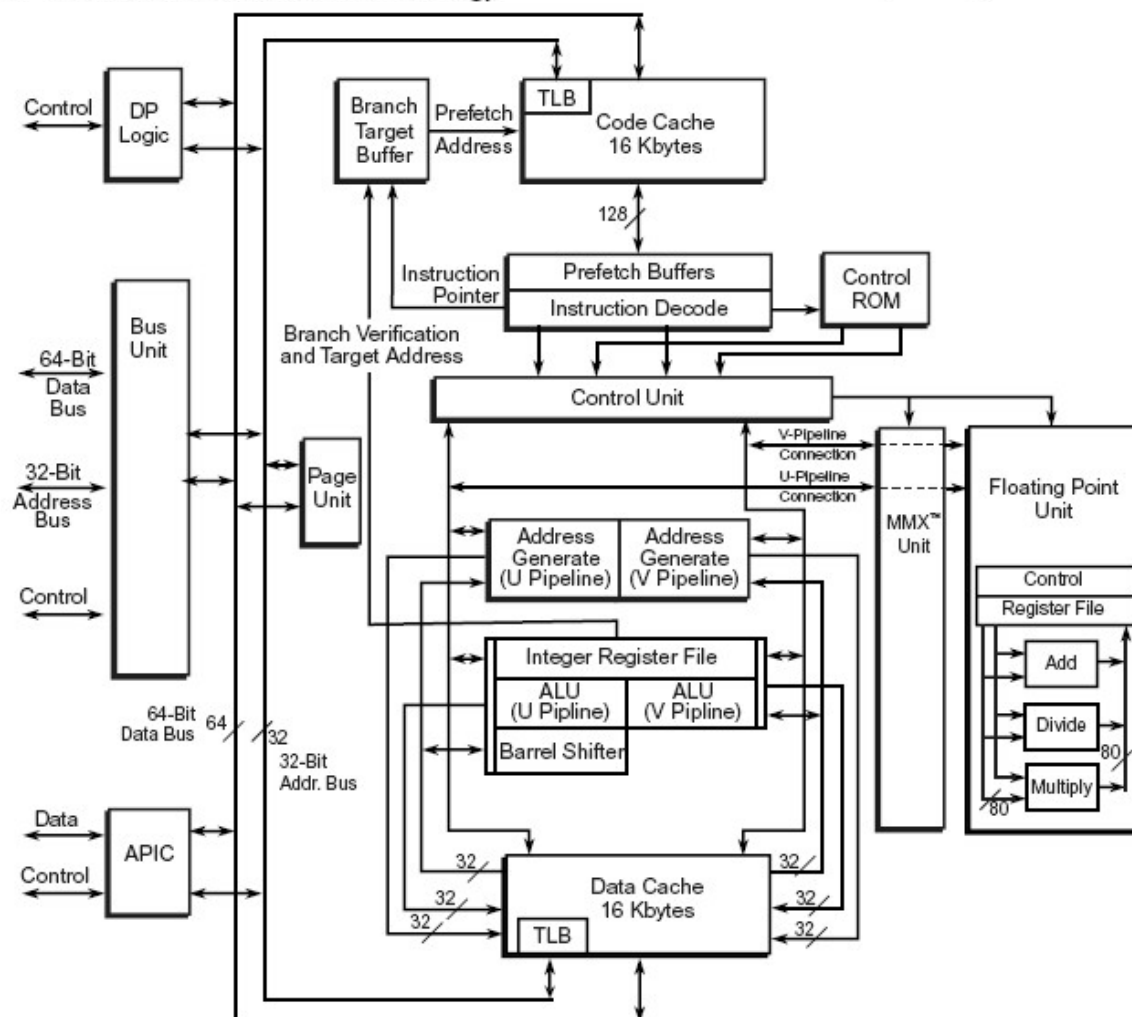 Control
DP
Logic
Branch
Target
Buffer
Prefetch
Address
TLB
Code Cache
16 Kbytes
128
Instruction
Pointer
Prefetch Buffers
Instruction Decode
Control
ROM
Branch Verification
and Target Address
Bus
Unit
64-Bit
Data
Bus
32-Bit
Address
Bus
Control
Page
Unit
Control Unit
V-Pipeline
Connection
U-Pipeline
Connection
MMX™
Unit
Floating Point
Unit
Control
Register File
Add
Divide
Multiply
80
80
Address
Generate
(U Pipeline)
Address
Generate
(V Pipeline)
Integer Register File
ALU
(U Pipline)
ALU
(V Pipline)
Barrel Shifter
64-Bit
Data Bus
64
32
32-Bit
Addr. Bus
Data
APIC
Control
32
32
32
Data Cache
16 Kbytes
TLB
32
32
32